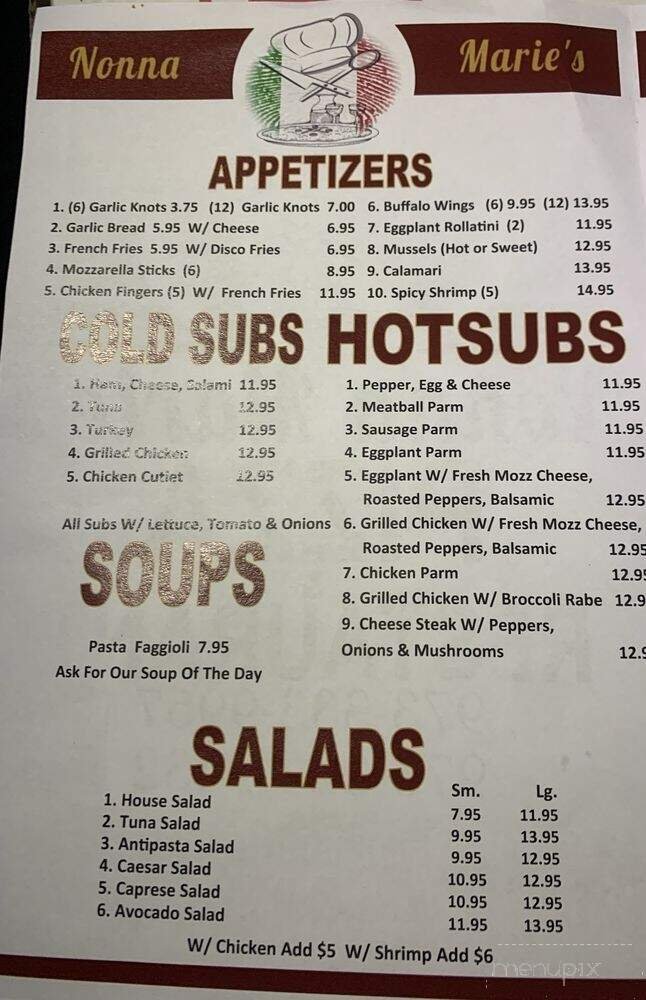 Nonna Marie's
APPETIZERS
1. (6) Garlic Knots 3.75 (12) Garlic Knots 7.00
2. Garlic Bread 5.95 W/ Cheese 6.95
3. French Fries 5.95 W/ Disco Fries 6.95
4. Mozzarella Sticks (6) 8.95
5. Chicken Fingers (5) W/ French Fries 11.95
6. Buffalo Wings (6) 9.95 (12) 13.95
7. Eggplant Rollatini (2) 11.95
8. Mussels (Hot or Sweet) 12.95
9. Calamari 13.95
10. Spicy Shrimp (5) 14.95
COLD SUBS
1. Ham, Cheese, Salami 11.95
2. Tuna 12.95
3. Turkey 12.95
4. Grilled Chicken 12.95
5. Chicken Cutlet 12.95
All Subs W/ Lettuce, Tomato & Onions
HOTSUBS
1. Pepper, Egg & Cheese 11.95
2. Meatball Parm 11.95
3. Sausage Parm 11.95
4. Eggplant Parm 11.95
5. Eggplant W/ Fresh Mozz Cheese,
Roasted Peppers, Balsamic 12.95
6. Grilled Chicken W/ Fresh Mozz Cheese,
Roasted Peppers, Balsamic 12.95
7. Chicken Parm 12.95
8. Grilled Chicken W/ Broccoli Rabe 12.9
9. Cheese Steak W/ Peppers,
Onions & Mushrooms 12.9
SOUPS
Pasta Faggioli 7.95
Ask For Our Soup Of The Day
SALADS
Sm. Lg.
1. House Salad 7.95 11.95
2. Tuna Salad 9.95 13.95
3. Antipasta Salad 9.95 12.95
4. Caesar Salad 10.95 12.95
5. Caprese Salad 10.95 12.95
6. Avocado Salad 11.95 13.95
W/ Chicken Add $5 W/ Shrimp Add $6
menupix